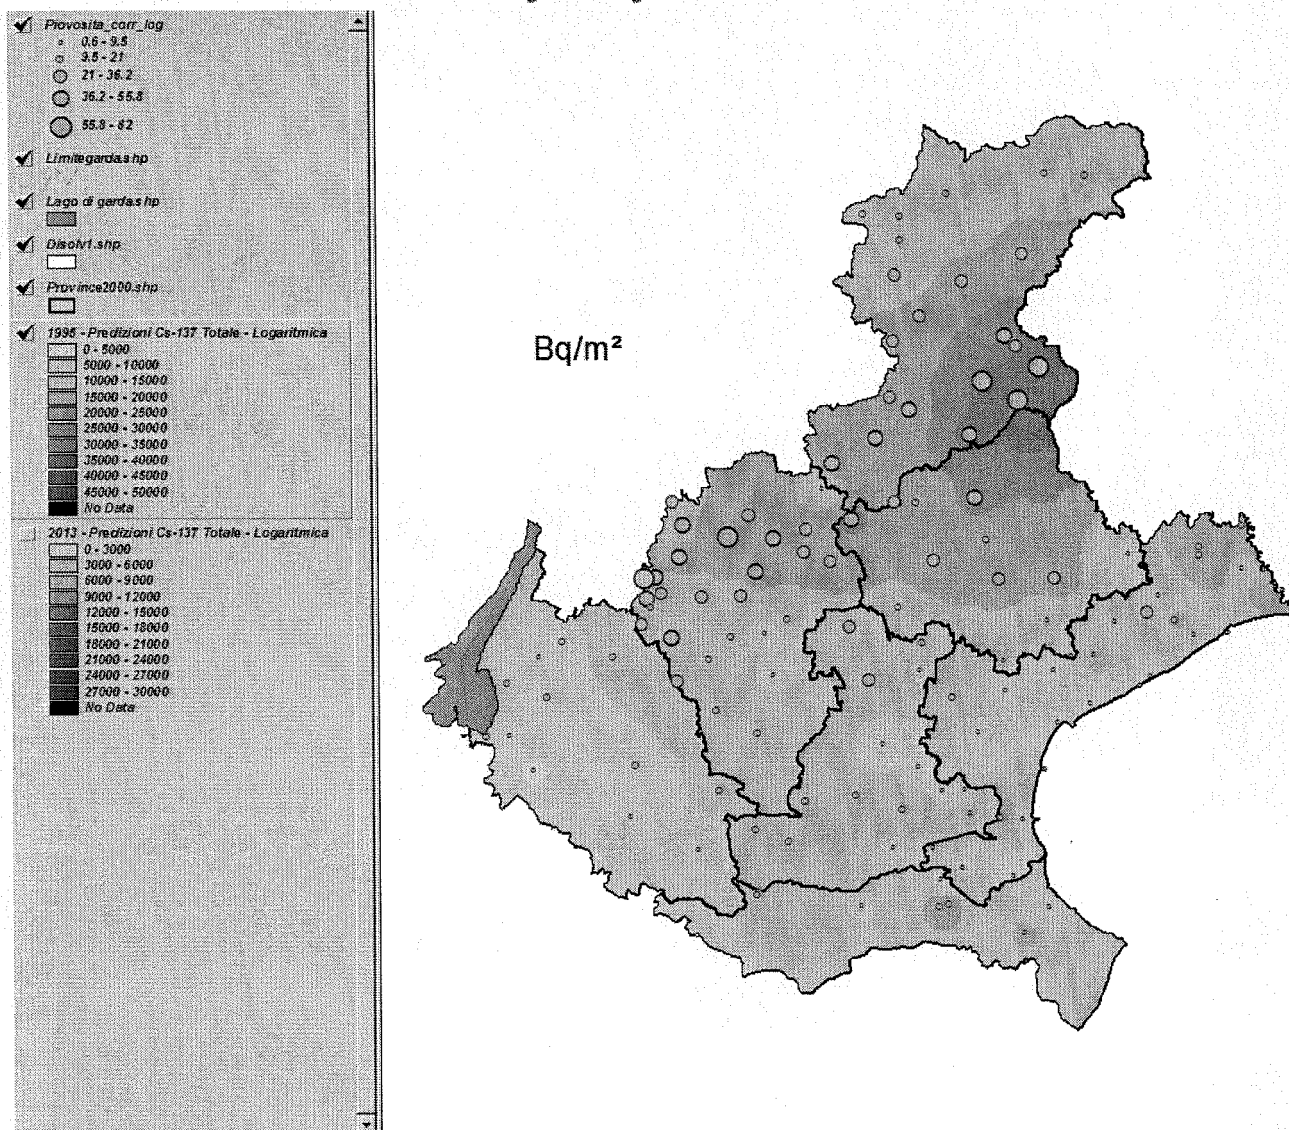 Piovosita_corr_log
0.6 - 9.5
9.5 - 21
21 - 36.2
36.2 - 55.8
55.8 - 82
Limitegarda.shp
Lago di garda.shp
Disolv1.shp
Province2000.shp
1996 - Predizioni Cs-137 Totale - Logaritmica
0 - 5000
5000 - 10000
10000 - 15000
15000 - 20000
20000 - 25000
25000 - 30000
30000 - 35000
35000 - 40000
40000 - 45000
45000 - 50000
No Data
2013 - Predizioni Cs-137 Totale - Logaritmica
0 - 3000
3000 - 6000
6000 - 9000
9000 - 12000
12000 - 15000
15000 - 18000
18000 - 21000
21000 - 24000
24000 - 27000
27000 - 30000
No Data
Bq/m²